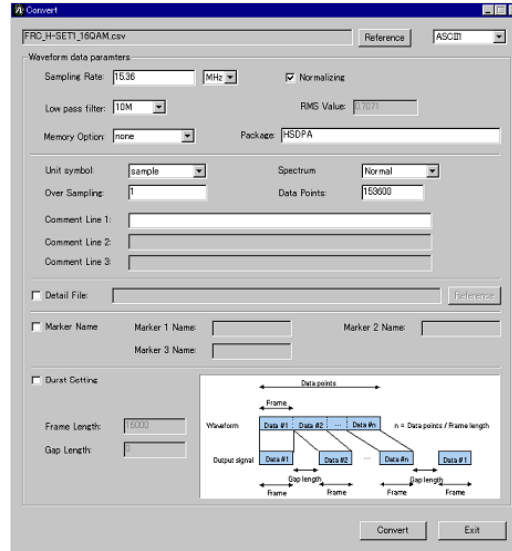 Convert
FRC_H-SET1_16QAM.csv Reference ASCII1
Waveform data paramters
Sampling Rate: 15.36 MHz Normalizing
Low pass filter: 10M RMS Value: 0.7071
Memory Option: none Package: HSDPA
Unit symbol: sample Spectrum Normal
Over Sampling: 1 Data Points: 153600
Comment Line 1:
Comment Line 2:
Comment Line 3:
Detail File: Reference
Marker Name Marker 1 Name: Marker 2 Name:
Marker 3 Name:
Burst Setting
Data points
Frame
Frame Length: 16000 Waveform Data #1 Data #2 ... Data #n n = Data points / Frame length
Gap Length: 0 Output signal Data #1 Data #2 ... Data #n Data #1
Gap length Gap length
Frame Frame Frame Frame
Convert Exit